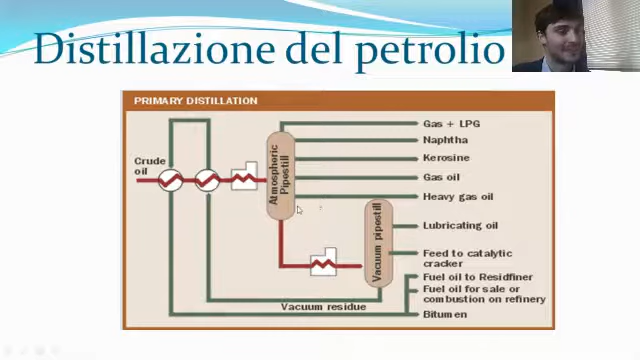 Distillazione del petrolio
PRIMARY DISTILLATION
Crude
oil
Atmospheric
Pipestill
Gas + LPG
Naphtha
Kerosine
Gas oil
Heavy gas oil
Vacuum pipestill
Lubricating oil
Feed to catalytic
cracker
Fuel oil to Residfiner
Fuel oil for sale or
combustion on refinery
Vacuum residue
Bitumen